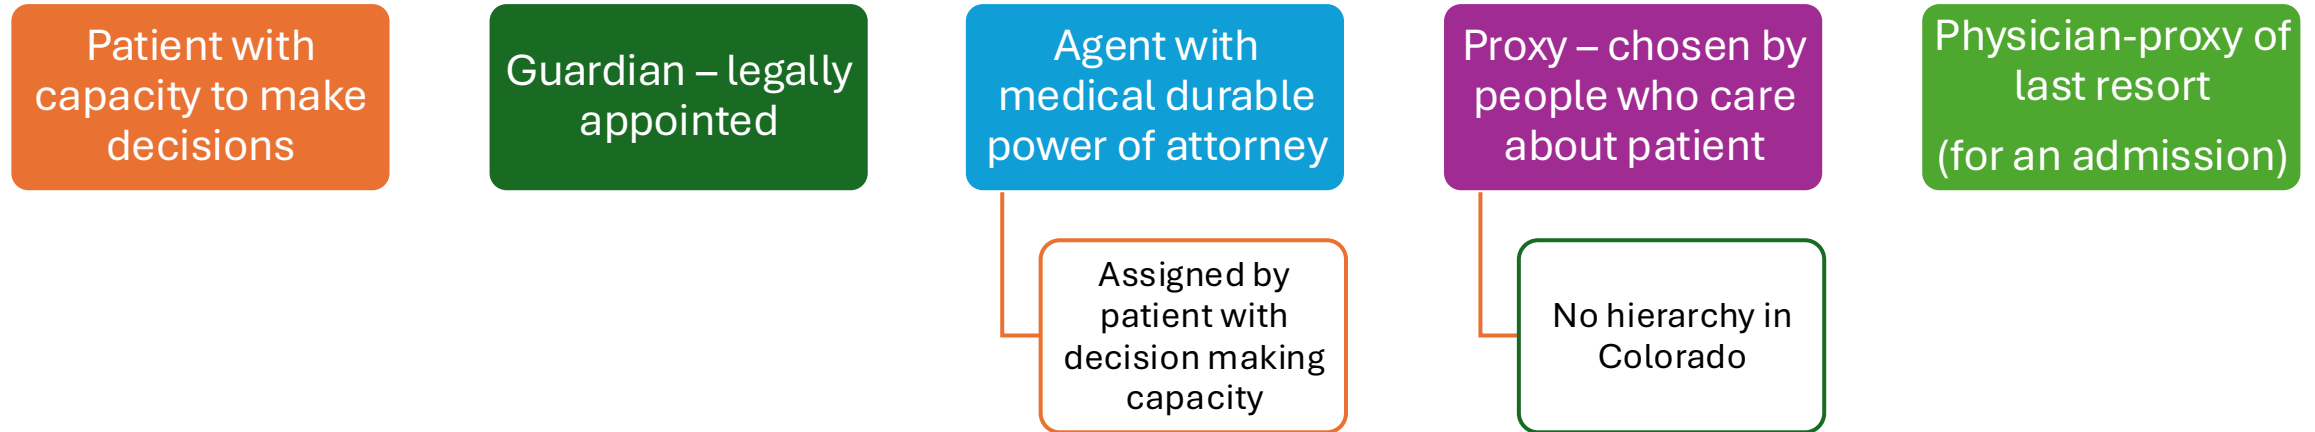 Patient with
capacity to make
decisions
Guardian – legally
appointed
Agent with
medical durable
power of attorney
Proxy – chosen by
people who care
about patient
Physician-proxy of
last resort
(for an admission)
Assigned by
patient with
decision making
capacity
No hierarchy in
Colorado